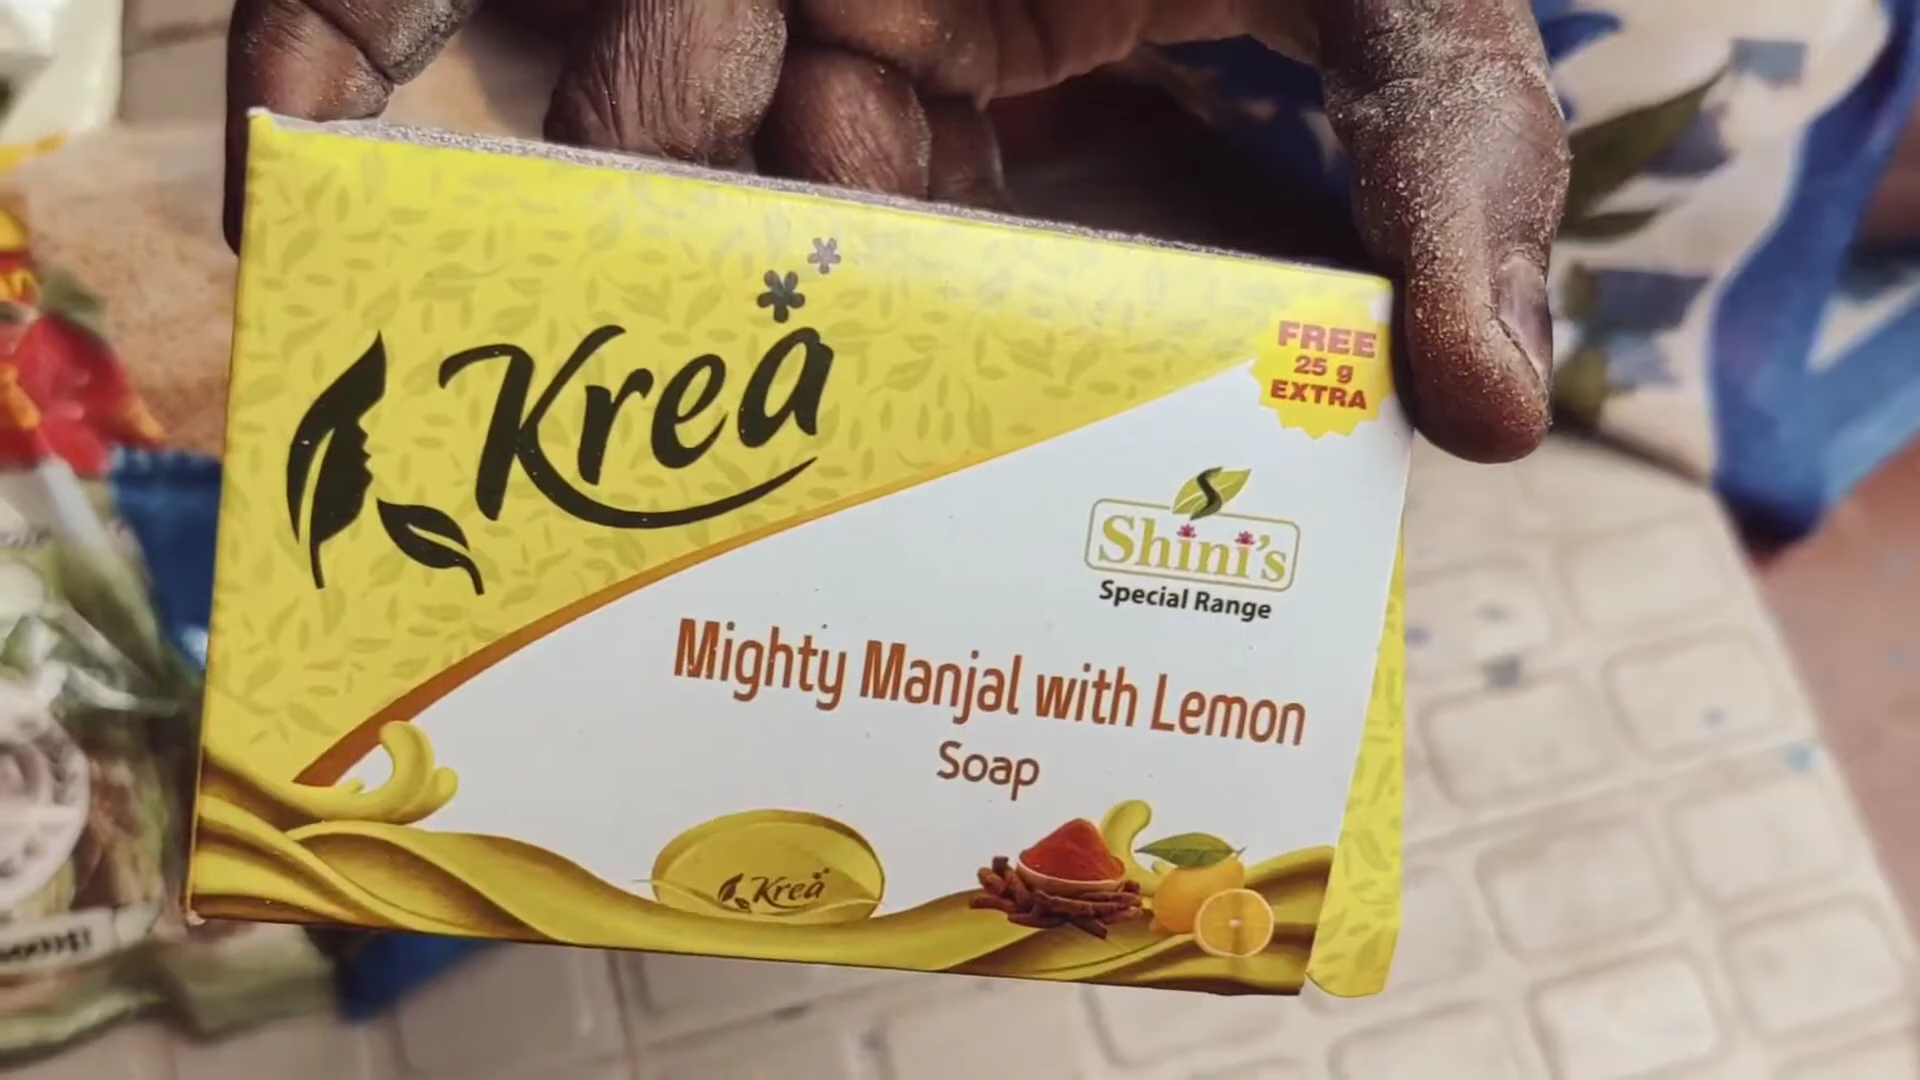 Krea
FREE
25 g
EXTRA
Shini's
Special Range
Mighty Manjal with Lemon
Soap
Krea